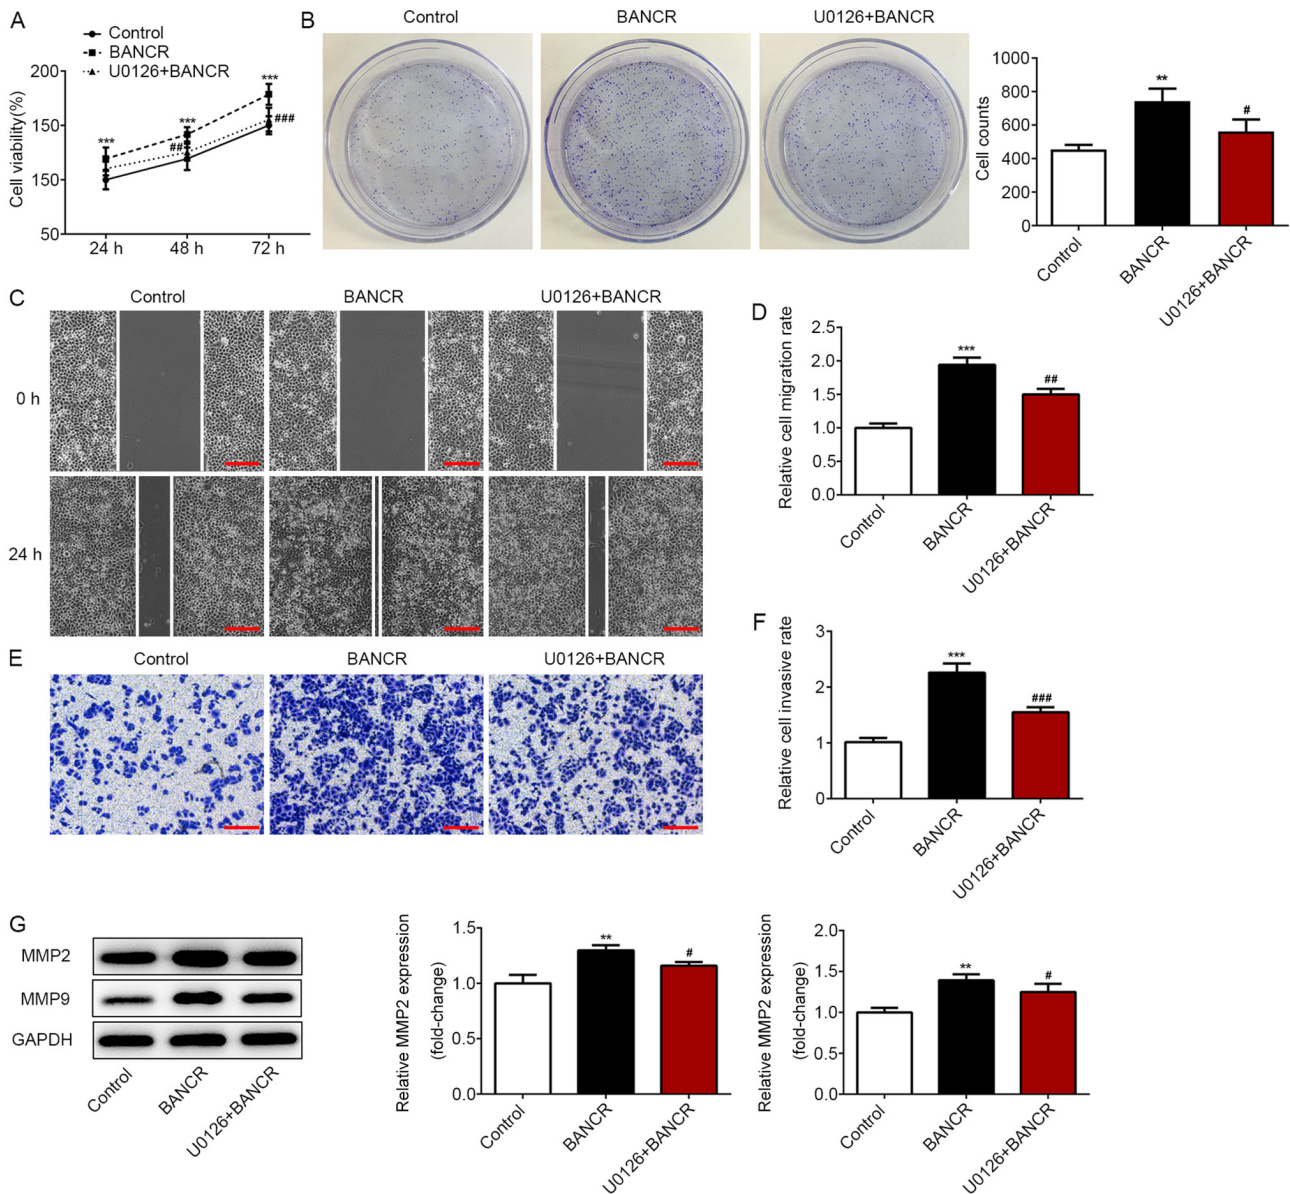 A
Control
BANCR
U0126+BANCR
Cell viability(%)
200
150
150
50
***
***
***
##
###
24 h
48 h
72 h
B
Control
BANCR
U0126+BANCR
Cell counts
1000
800
600
400
200
0
**
#
Control
BANCR
U0126+BANCR
C
Control
BANCR
U0126+BANCR
0 h
24 h
D
Relative cell migration rate
2.5
2.0
1.5
1.0
0.5
0.0
***
##
Control
BANCR
U0126+BANCR
E
Control
BANCR
U0126+BANCR
F
Relative cell invasive rate
3
2
1
0
***
###
Control
BANCR
U0126+BANCR
G
MMP2
MMP9
GAPDH
Control
BANCR
U0126+BANCR
Relative MMP2 expression
(fold-change)
1.5
1.0
0.5
0.0
**
#
Control
BANCR
U0126+BANCR
Relative MMP2 expression
(fold-change)
2.0
1.5
1.0
0.5
0.0
**
#
Control
BANCR
U0126+BANCR